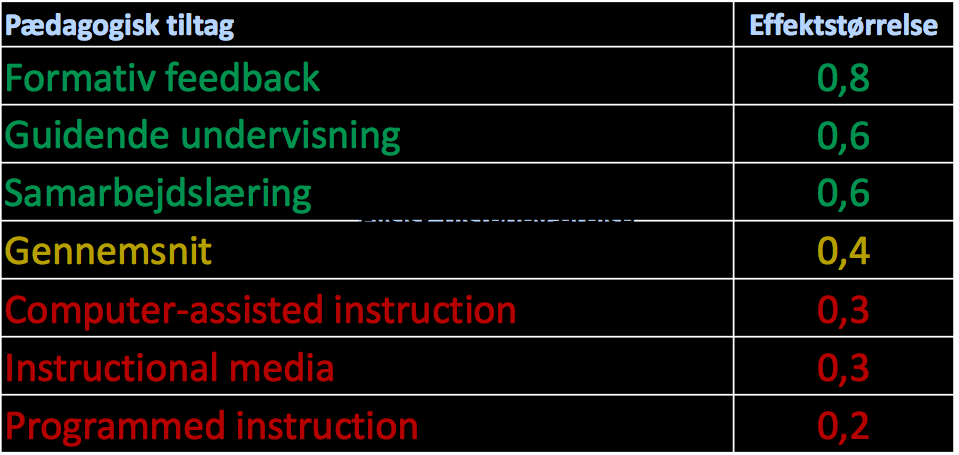 Pædagogisk tiltag Effektstørrelse
Formativ feedback 0,8
Guidende undervisning 0,6
Samarbejdslæring 0,6
Gennemsnit 0,4
Computer-assisted instruction 0,3
Instructional media 0,3
Programmed instruction 0,2